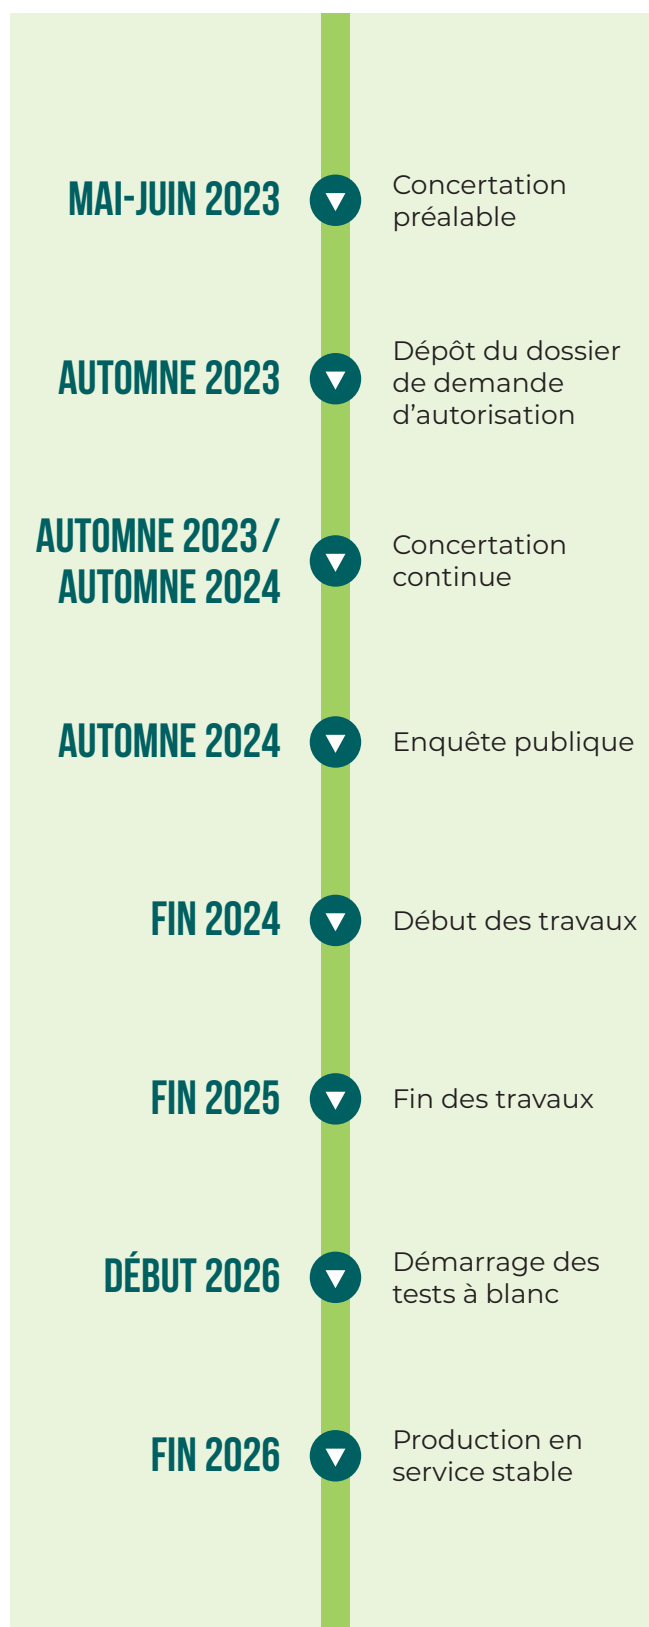 MAI-JUIN 2023
Concertation
préalable
AUTOMNE 2023
Dépôt du dossier
de demande
d’autorisation
AUTOMNE 2023 /
AUTOMNE 2024
Concertation
continue
AUTOMNE 2024
Enquête publique
FIN 2024
Début des travaux
FIN 2025
Fin des travaux
DÉBUT 2026
Démarrage des
tests à blanc
FIN 2026
Production en
service stable